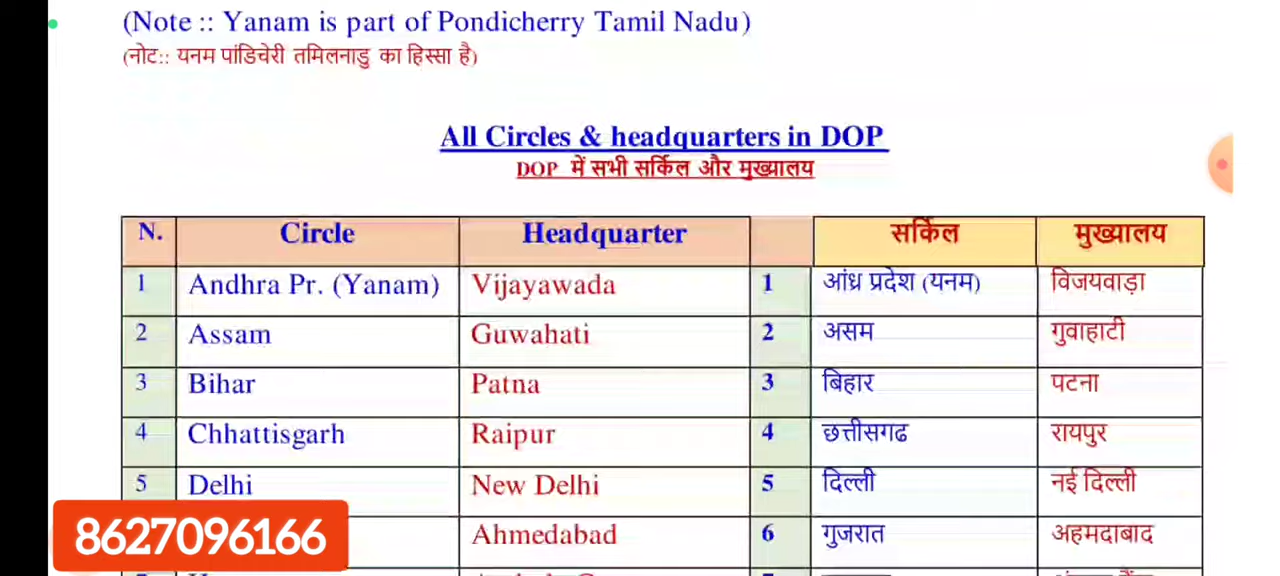 (Note :: Yanam is part of Pondicherry Tamil Nadu)
(नोट:: यनम पांडिचेरी तमिलनाडु का हिस्सा है)
All Circles & headquarters in DOP
DOP में सभी सर्किल और मुख्यालय
N. Circle Headquarter सर्किल मुख्यालय
1 Andhra Pr. (Yanam) Vijayawada 1 आंध्र प्रदेश (यनम) विजयवाड़ा
2 Assam Guwahati 2 असम गुवाहाटी
3 Bihar Patna 3 बिहार पटना
4 Chhattisgarh Raipur 4 छत्तीसगढ रायपुर
5 Delhi New Delhi 5 दिल्ली नई दिल्ली
Ahmedabad 6 गुजरात अहमदाबाद
8627096166